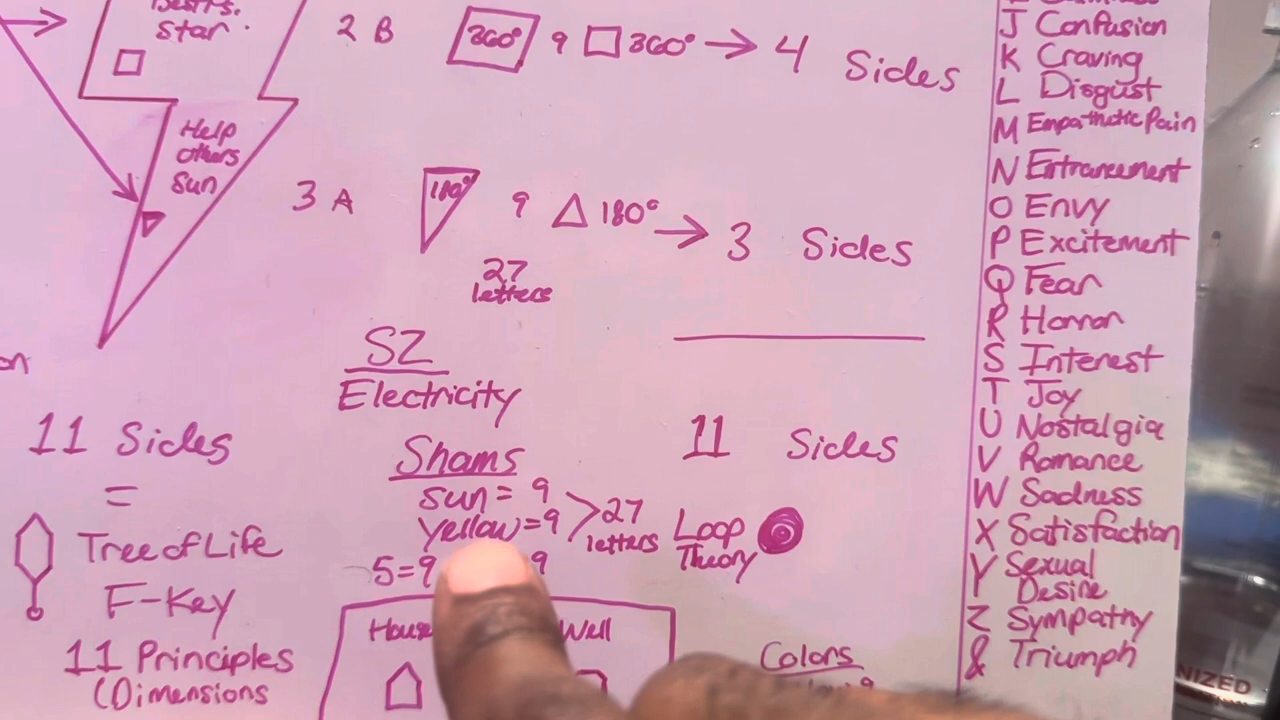 star.
2 B
360°
9 □ 360° → 4 Sides
Help
others
sun
3 A
180°
9 △ 180° → 3 Sides
27
letters
SZ
Electricity
11 Sides
=
Tree of Life
F-Key
11 Principles
(Dimensions
Shams
sun = 9
yellow = 9 > 27
letters
5=9
9
11 Sides
Loop
Theory
House
Well
Colors
J Confusion
K Craving
L Disgust
M Empathetic Pain
N Entrancement
O Envy
P Excitement
Q Fear
R Horror
S Interest
T Joy
U Nostalgia
V Romance
W Sadness
X Satisfaction
Y Sexual
Desire
Z Sympathy
& Triumph
NIZED